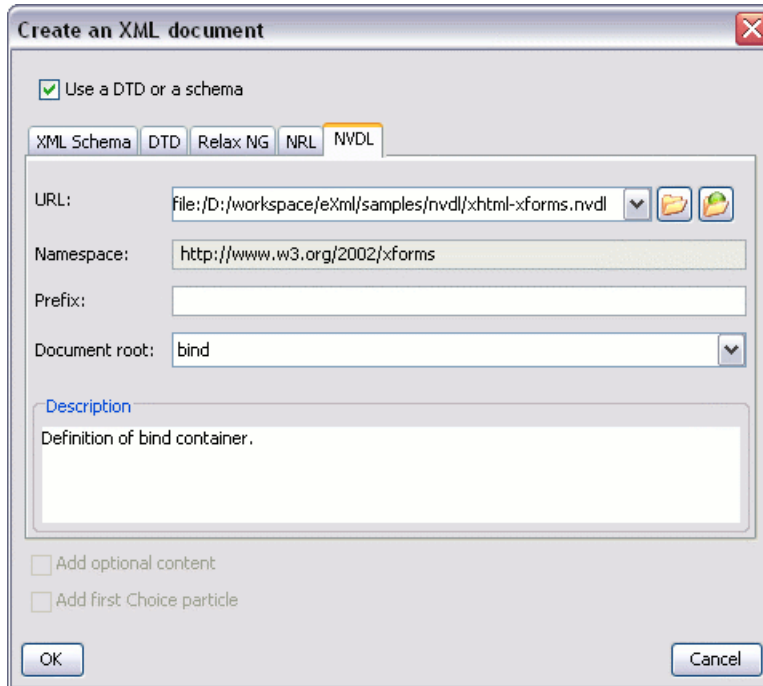 Create an XML document
Use a DTD or a schema
XML Schema DTD Relax NG NRL NVDL
URL: file:/D:/workspace/eXml/samples/nvdl/xhtml-xforms.nvdl
Namespace: http://www.w3.org/2002/xforms
Prefix:
Document root: bind
Description
Definition of bind container.
Add optional content
Add first Choice particle
OK Cancel